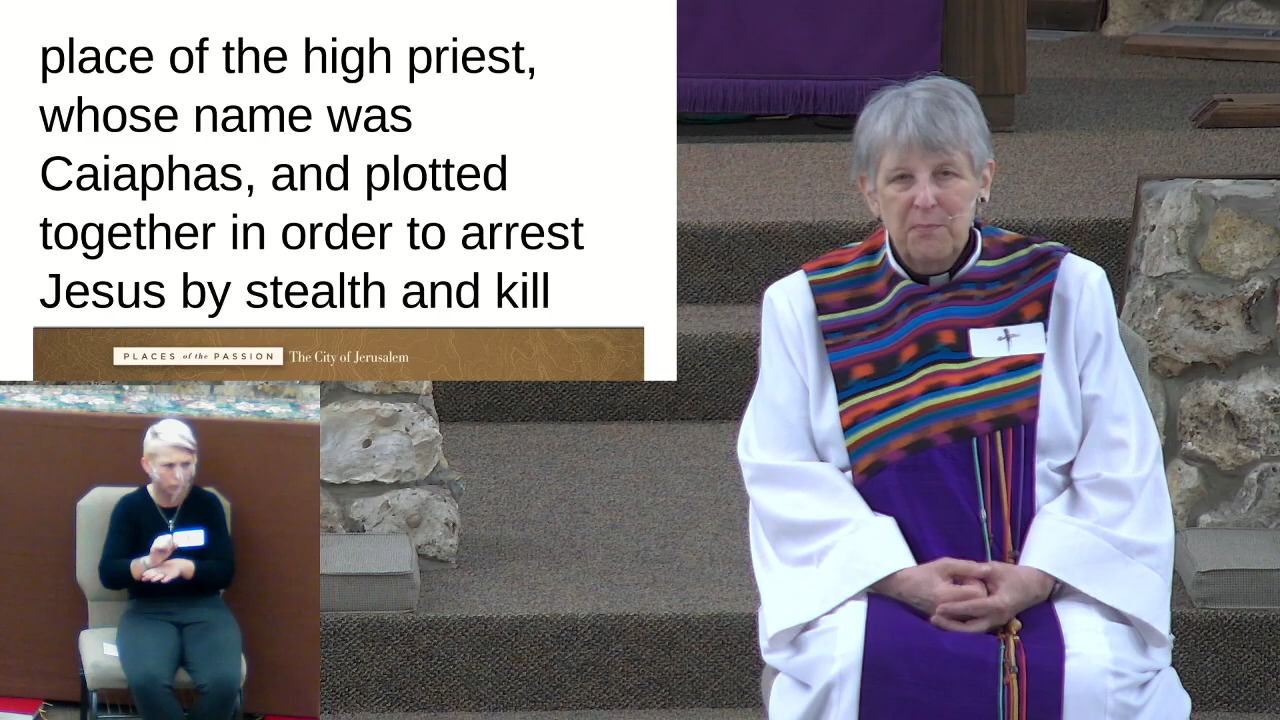 place of the high priest,
whose name was
Caiaphas, and plotted
together in order to arrest
Jesus by stealth and kill
PLACES of the PASSION The City of Jerusalem